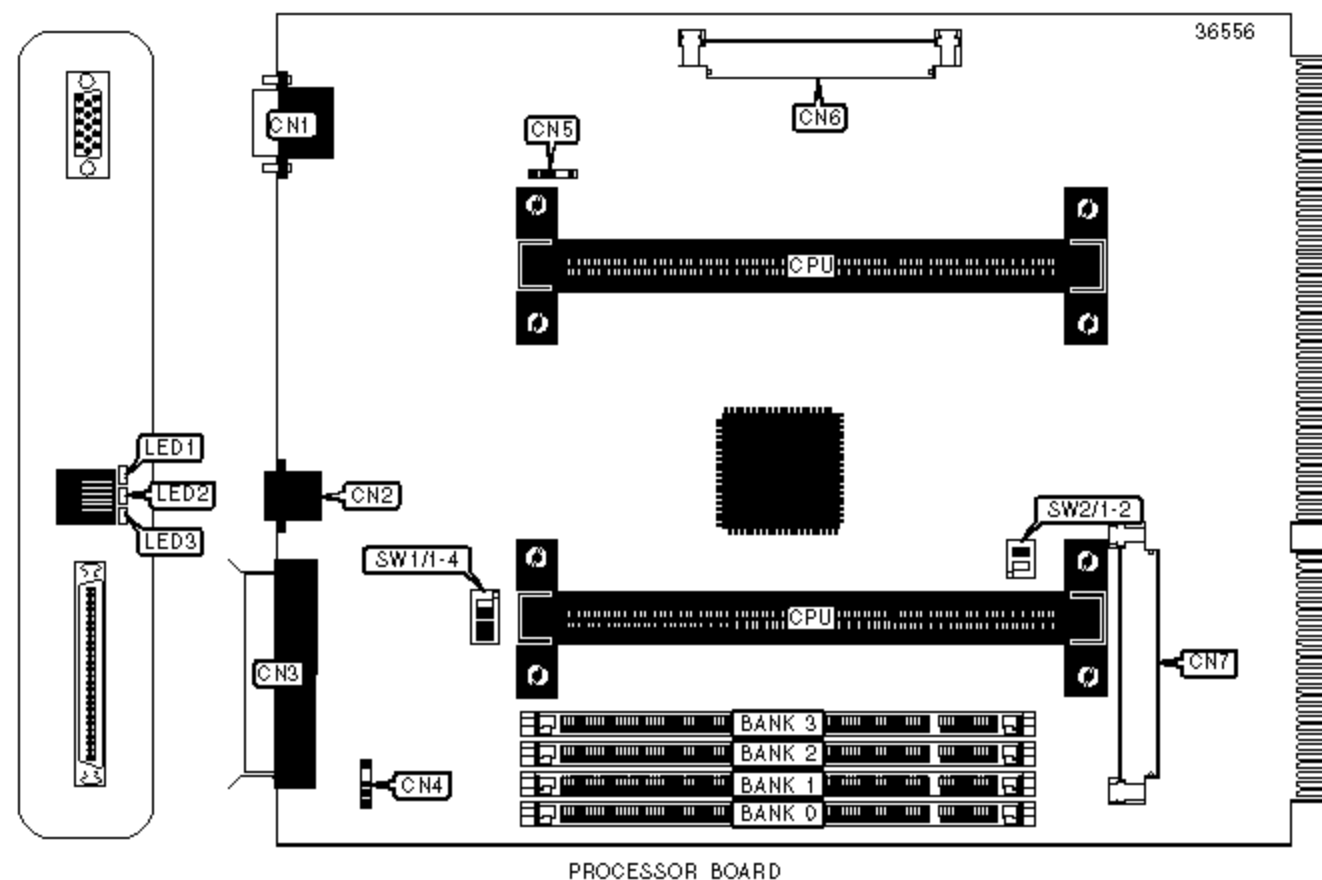 36556
CN6
CN1
CN5
CPU
LED1
LED2
CN2
SW2/1-2
LED3
SW1/1-4
CPU
CN7
CN3
BANK 3
BANK 2
BANK 1
CN4
BANK 0
PROCESSOR BOARD